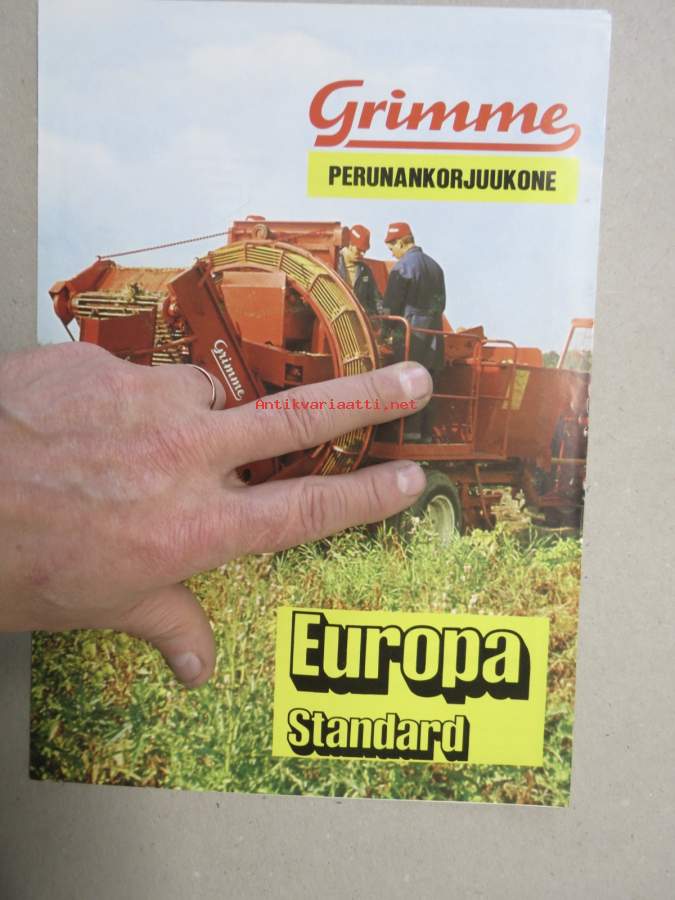 Grimme
PERUNANKORJUUKONE
Grimme
Antikvariaatti.net
Europa
Standard